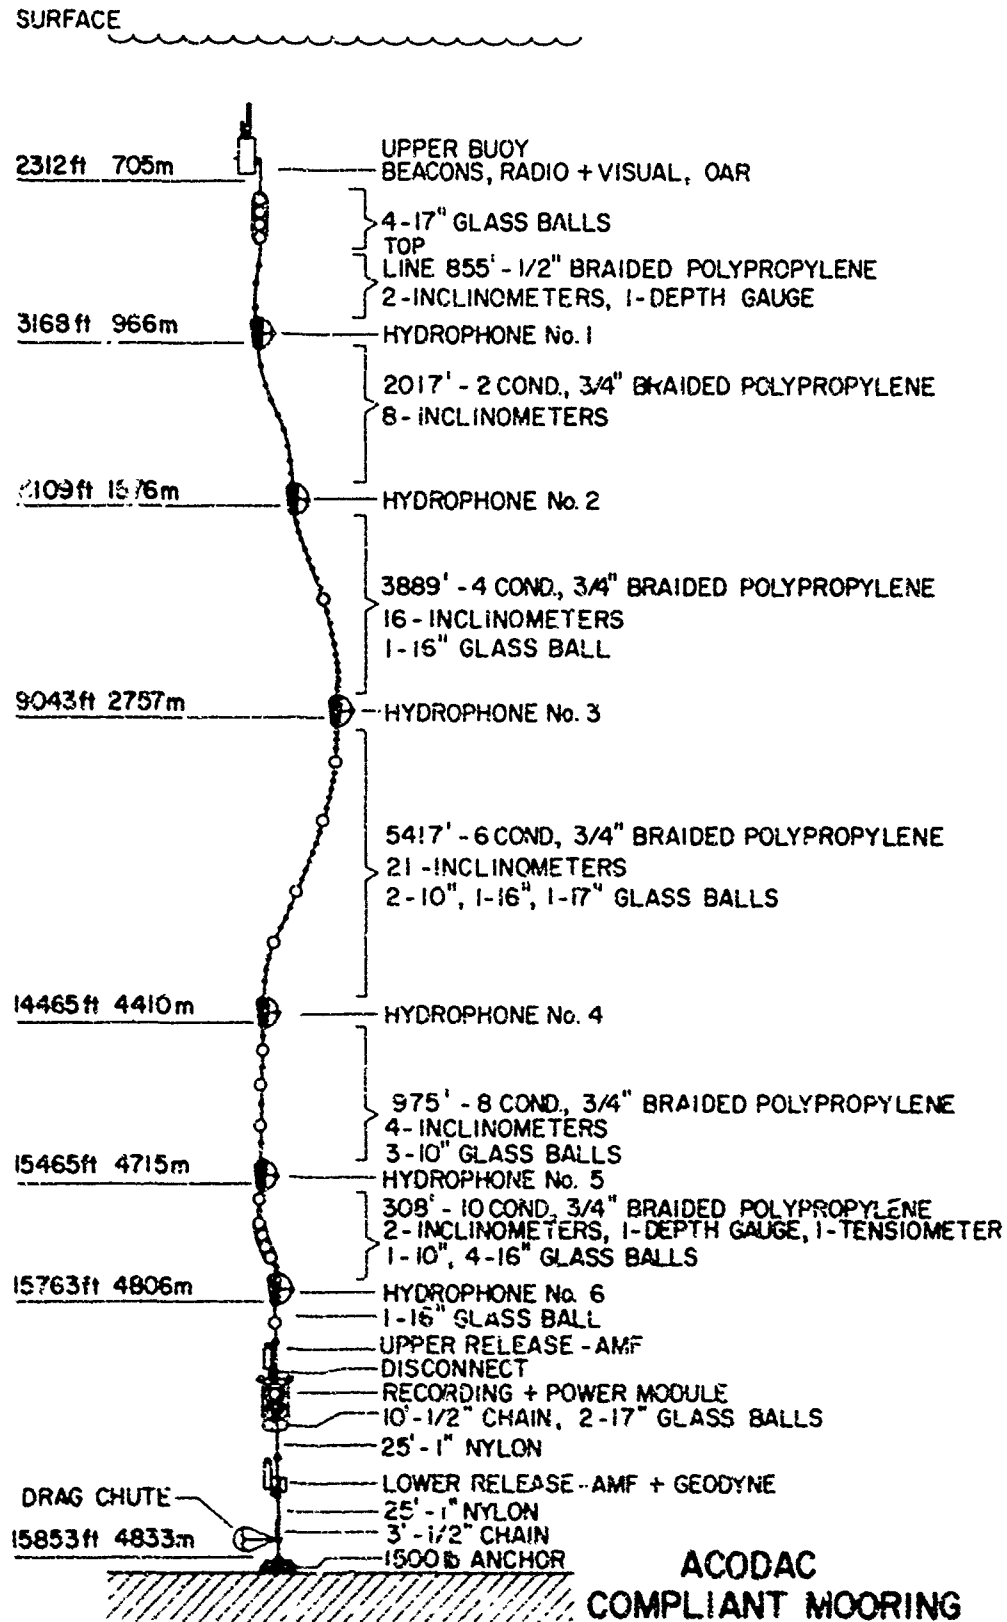 SURFACE
UPPER BUOY
2312ft 705m
BEACONS, RADIO + VISUAL, OAR
4-17" GLASS BALLS
TOP
LINE 855' - 1/2" BRAIDED POLYPROPYLENE
2-INCLINOMETERS, 1-DEPTH GAUGE
3168ft 966m
HYDROPHONE No. 1
2017' - 2 COND., 3/4" BRAIDED POLYPROPYLENE
8-INCLINOMETERS
HYDROPHONE No. 2
3889' - 4 COND., 3/4" BRAIDED POLYPROPYLENE
16-INCLINOMETERS
1-16" GLASS BALL
9043ft 2757m
HYDROPHONE No. 3
5417' - 6 COND, 3/4" BRAIDED POLYPROPYLENE
21-INCLINOMETERS
2-10", 1-16", 1-17" GLASS BALLS
14465ft 4410m
HYDROPHONE No. 4
975' - 8 COND., 3/4" BRAIDED POLYPROPYLENE
4-INCLINOMETERS
3-10" GLASS BALLS
15465ft 4715m
HYDROPHONE No. 5
308' - 10 COND, 3/4" BRAIDED POLYPROPYLENE
2-INCLINOMETERS, 1-DEPTH GAUGE, 1-TENSIOMETER
1-10", 4-16" GLASS BALLS
15763ft 4806m
HYDROPHONE No. 6
1-16" GLASS BALL
UPPER RELEASE-AMF
DISCONNECT
RECORDING + POWER MODULE
10'-1/2" CHAIN, 2-17" GLASS BALLS
25'-1" NYLON
LOWER RELEASE-AMF + GEODYNE
DRAG CHUTE
25'-1" NYLON
15853ft 4833m
3'-1/2" CHAIN
1500 lb ANCHOR
ACODAC
COMPLIANT MOORING